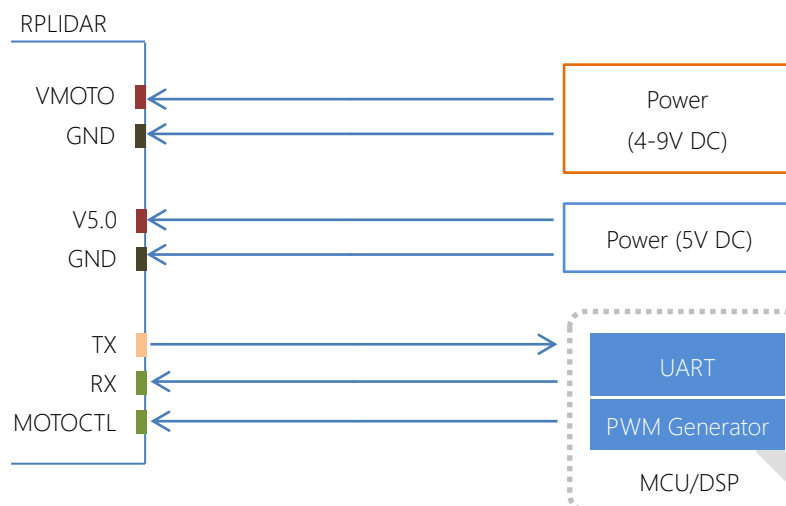 RPLIDAR
VMOTO
GND
Power
(4-9V DC)
V5.0
GND
Power (5V DC)
TX
RX
MOTOCTL
UART
PWM Generator
MCU/DSP